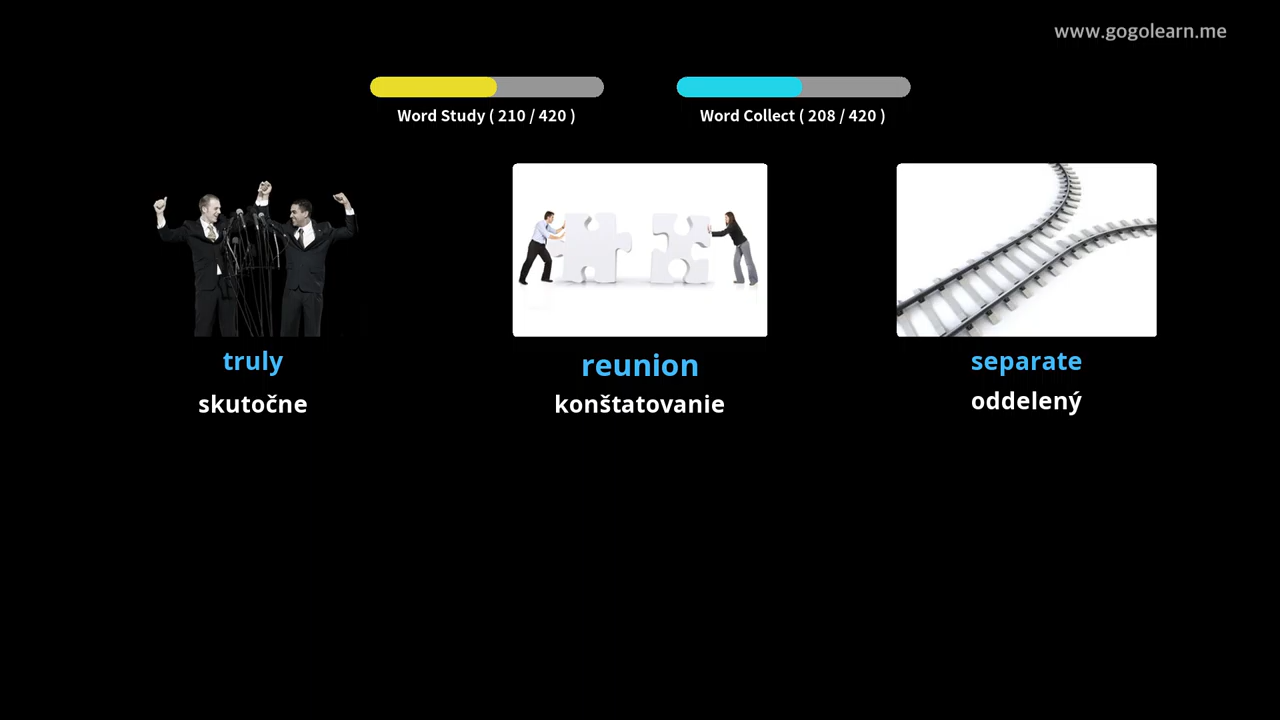 www.gogolearn.me
Word Study ( 210 / 420 )
Word Collect ( 208 / 420 )
truly
reunion
separate
skutočne
konštatovanie
oddelený